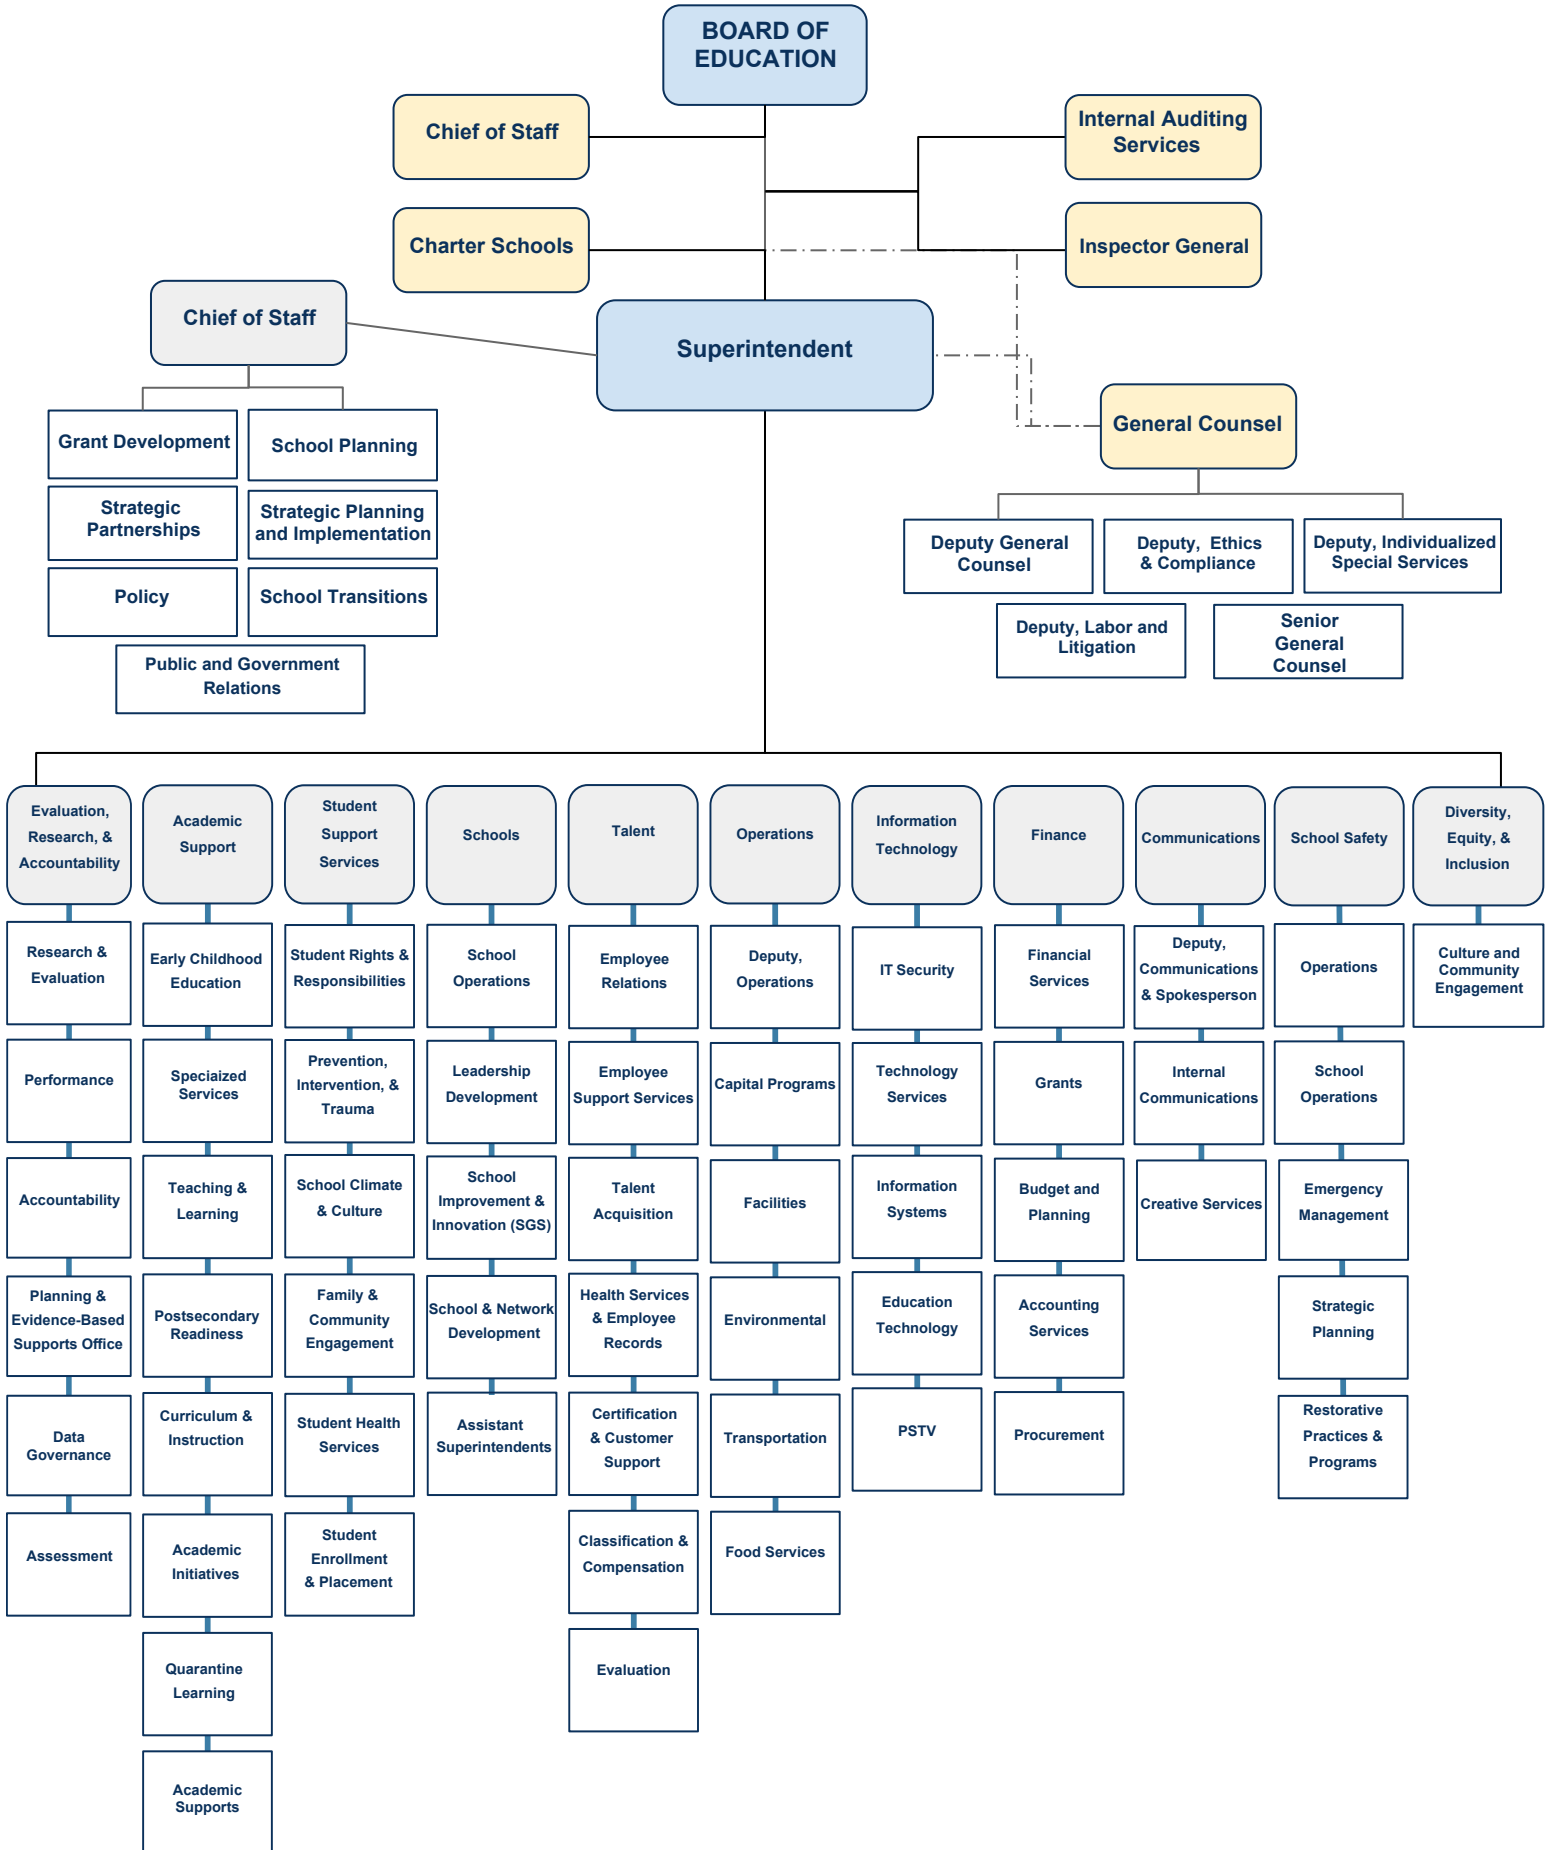 BOARD OF
EDUCATION
Chief of Staff
Internal Auditing
Services
Charter Schools
Inspector General
Chief of Staff
Superintendent
General Counsel
Grant Development
School Planning
Strategic
Partnerships
Strategic Planning
and Implementation
Policy
School Transitions
Public and Government
Relations
Deputy General
Counsel
Deputy, Ethics
& Compliance
Deputy, Individualized
Special Services
Deputy, Labor and
Litigation
Senior
General
Counsel
Evaluation,
Research, &
Accountability
Academic
Support
Student
Support
Services
Schools
Talent
Operations
Information
Technology
Finance
Communications
School Safety
Diversity,
Equity, &
Inclusion
Research &
Evaluation
Early Childhood
Education
Student Rights &
Responsibilities
School
Operations
Employee
Relations
Deputy,
Operations
IT Security
Financial
Services
Deputy,
Communications
& Spokesperson
Operations
Culture and
Community
Engagement
Performance
Speciaized
Services
Prevention,
Intervention, &
Trauma
Leadership
Development
Employee
Support Services
Capital Programs
Technology
Services
Grants
Internal
Communications
School
Operations
Accountability
Teaching &
Learning
School Climate
& Culture
School
Improvement &
Innovation (SGS)
Talent
Acquisition
Facilities
Information
Systems
Budget and
Planning
Creative Services
Emergency
Management
Planning &
Evidence-Based
Supports Office
Postsecondary
Readiness
Family &
Community
Engagement
School & Network
Development
Health Services
& Employee
Records
Environmental
Education
Technology
Accounting
Services
Strategic
Planning
Data
Governance
Curriculum &
Instruction
Student Health
Services
Assistant
Superintendents
Certification
& Customer
Support
Transportation
PSTV
Procurement
Restorative
Practices &
Programs
Assessment
Academic
Initiatives
Student
Enrollment
& Placement
Classification &
Compensation
Food Services
Quarantine
Learning
Evaluation
Academic
Supports